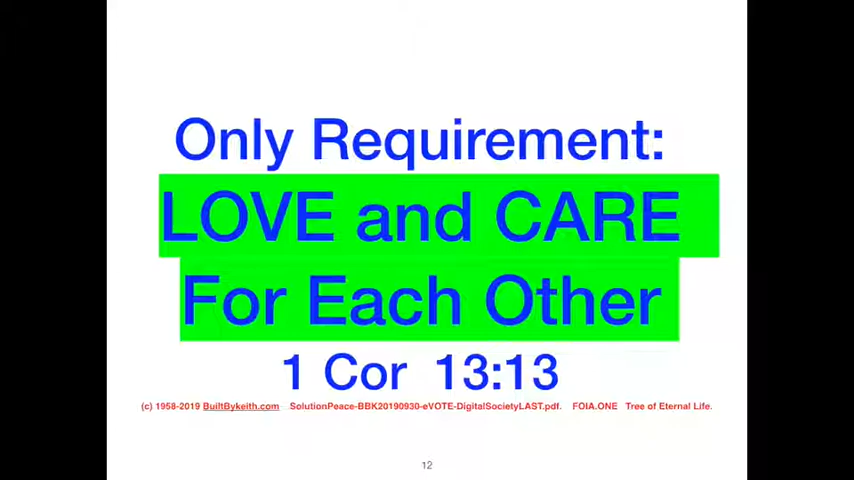 Only Requirement:
LOVE and CARE
For Each Other
1 Cor 13:13
(c) 1958-2019 BuiltBykeith.com SolutionPeace-BBK20190930-eVOTE-DigitalSocietyLAST.pdf. FOIA.ONE Tree of Eternal Life.
12